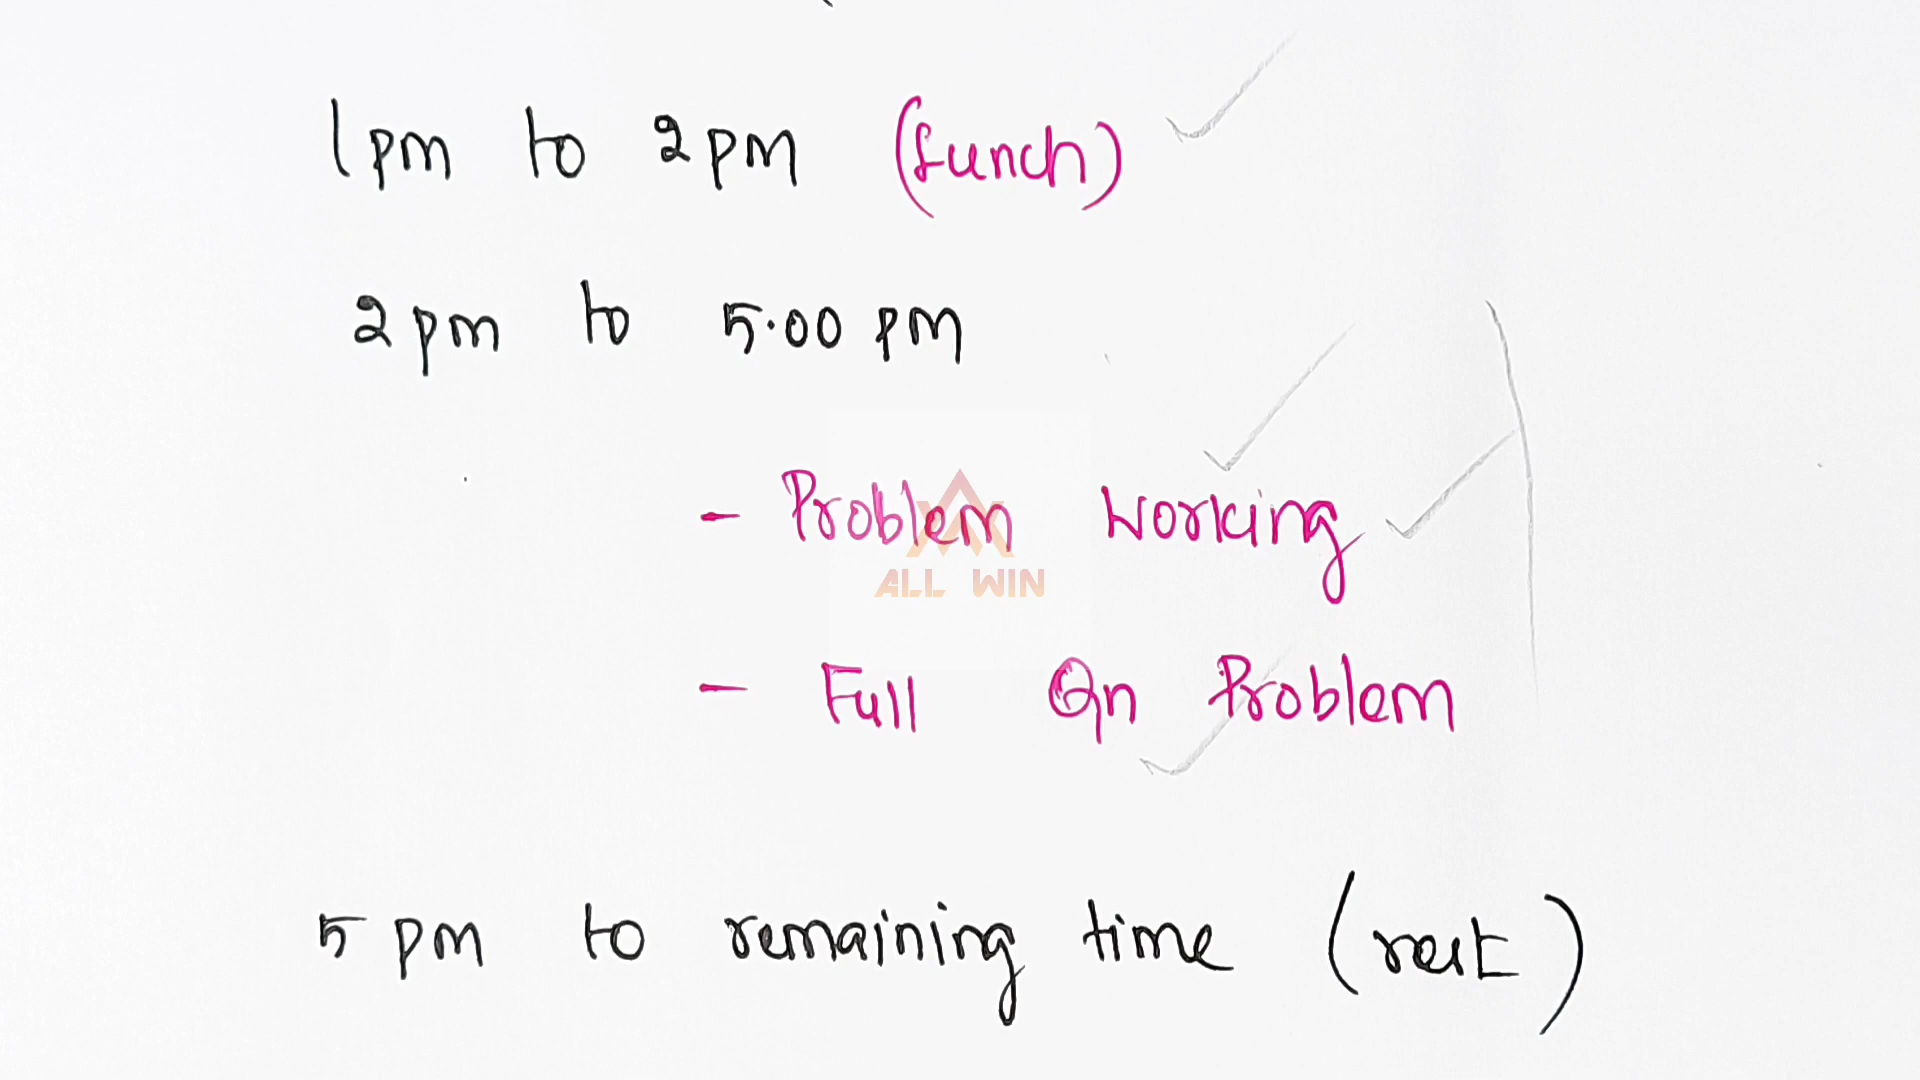 1pm to 2pm (Lunch)
2pm to 5.00 pm
- Problem Working
ALL WIN
- Full Qn Problem
5 pm to remaining time (rest)